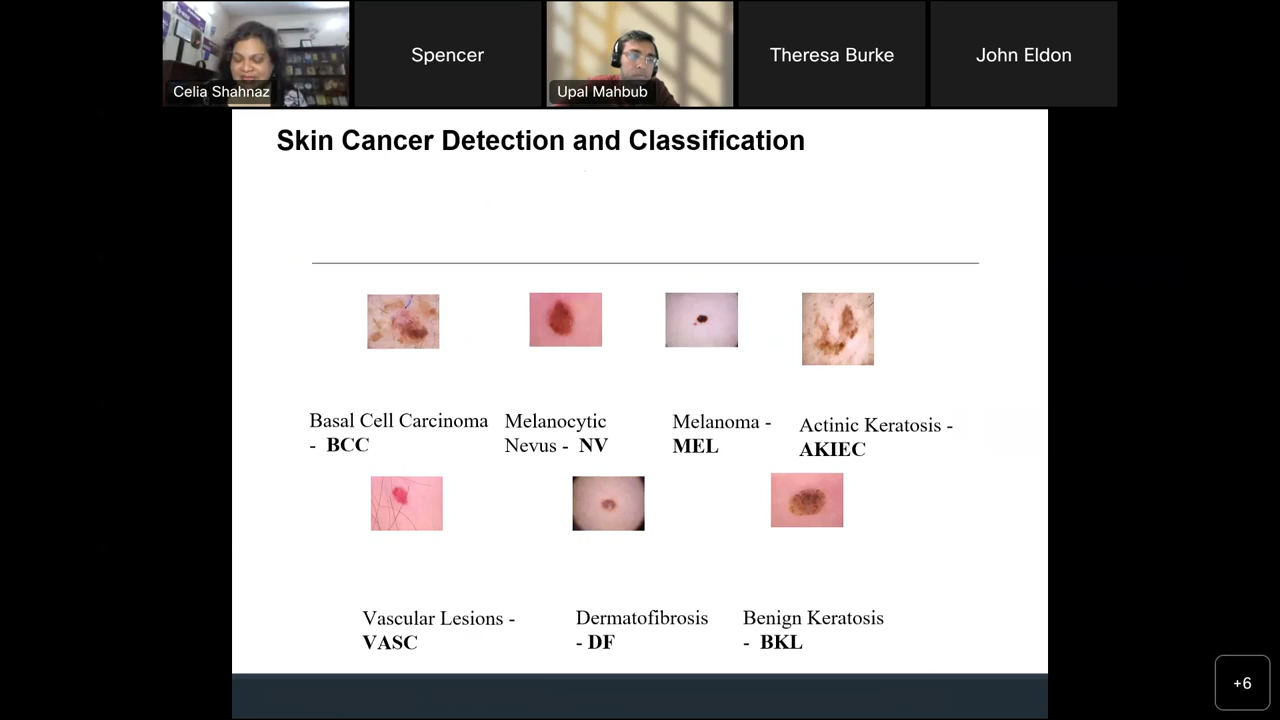 Celia Shahnaz
Spencer
Upal Mahbub
Theresa Burke
John Eldon
Skin Cancer Detection and Classification
Basal Cell Carcinoma
- BCC
Melanocytic
Nevus - NV
Melanoma -
MEL
Actinic Keratosis -
AKIEC
Vascular Lesions -
VASC
Dermatofibrosis
- DF
Benign Keratosis
- BKL
+6